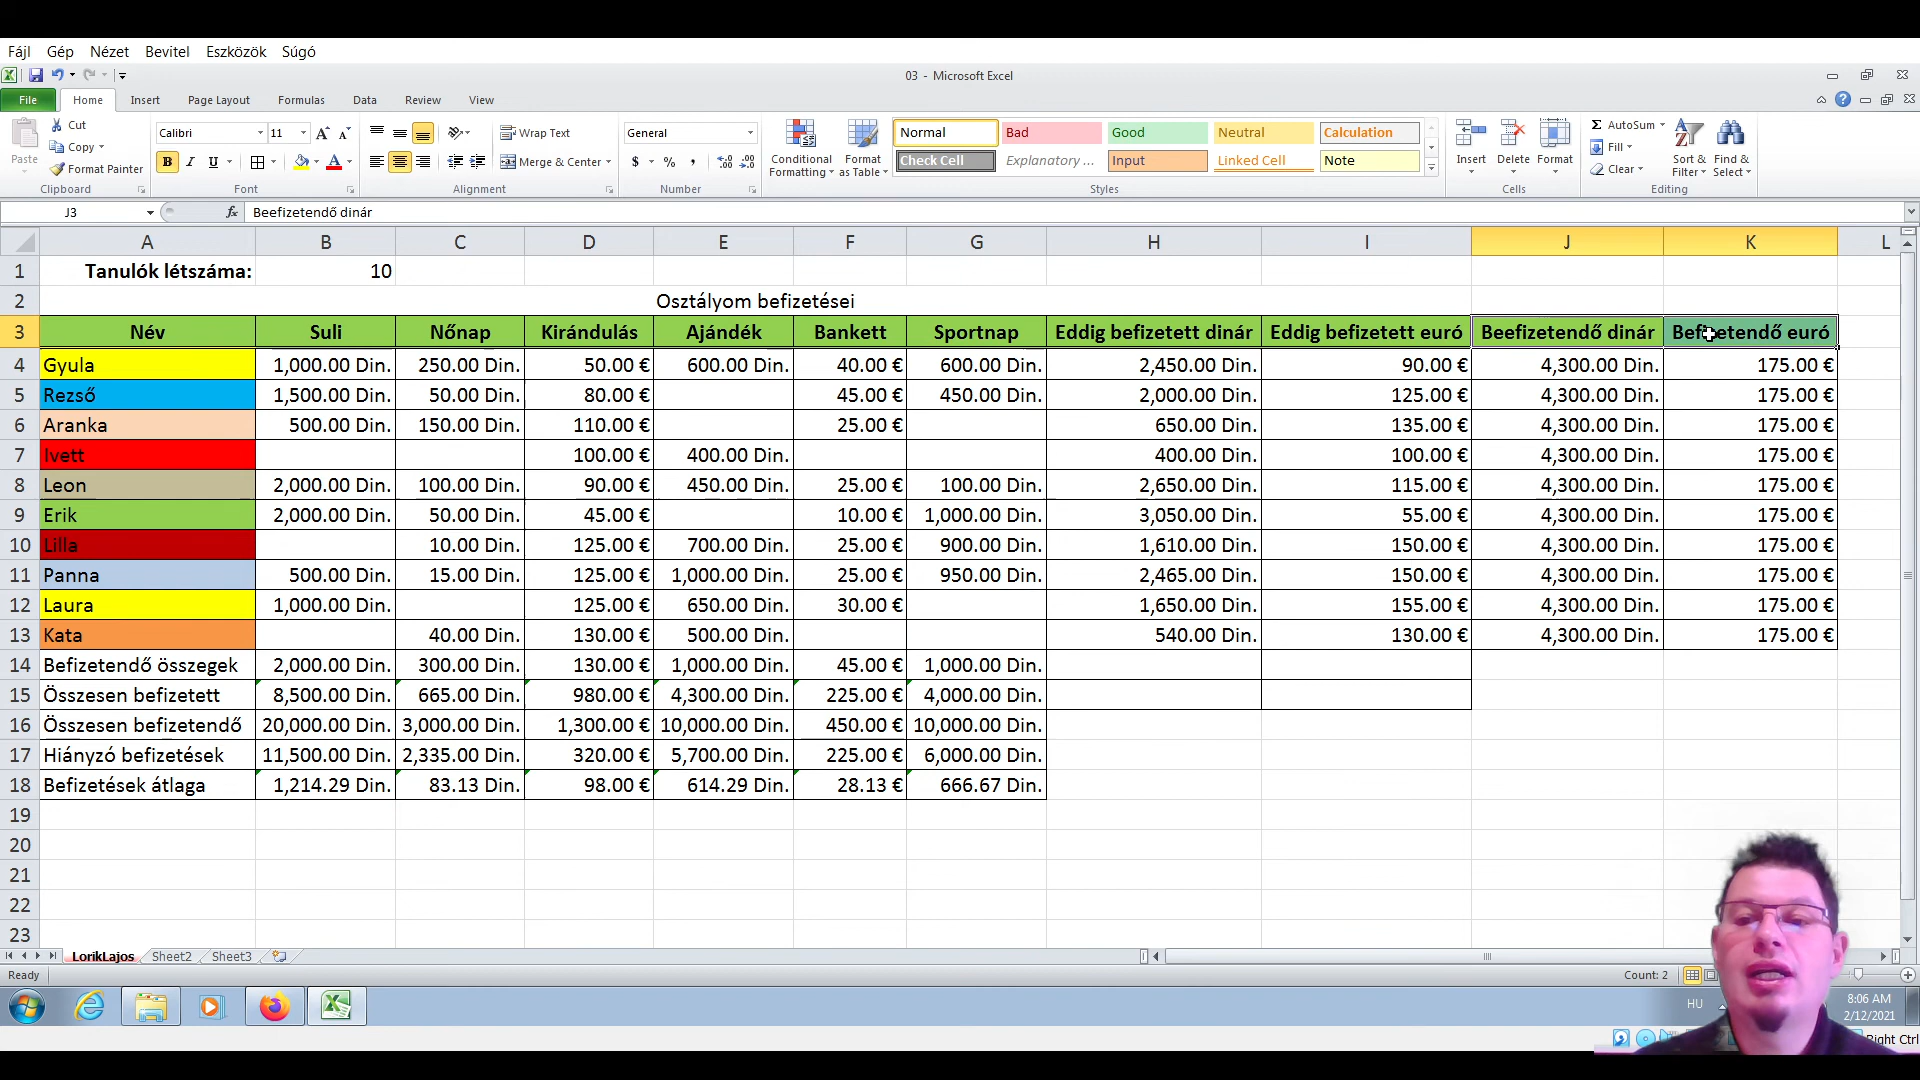 Fájl Gép Nézet Bevitel Eszközök Súgó
03 - Microsoft Excel
File Home Insert Page Layout Formulas Data Review View
Paste Cut Copy Format Painter Clipboard
Calibri 11 Font
Wrap Text Merge & Center Alignment
General Number
Conditional Formatting Format as Table
Normal Bad Good Neutral Calculation
Check Cell Explanatory ... Input Linked Cell Note
Styles
Insert Delete Format Cells
AutoSum Fill Clear Sort & Filter Find & Select Editing
J3 fx Beefizetendő dinár
A B C D E F G H I J K L
1 Tanulók létszáma: 10
2 Osztályom befizetései
3 Név Suli Nőnap Kirándulás Ajándék Bankett Sportnap Eddig befizetett dinár Eddig befizetett euró Beefizetendő dinár Befizetendő euró
4 Gyula 1,000.00 Din. 250.00 Din. 50.00 € 600.00 Din. 40.00 € 600.00 Din. 2,450.00 Din. 90.00 € 4,300.00 Din. 175.00 €
5 Rezső 1,500.00 Din. 50.00 Din. 80.00 € 45.00 € 450.00 Din. 2,000.00 Din. 125.00 € 4,300.00 Din. 175.00 €
6 Aranka 500.00 Din. 150.00 Din. 110.00 € 25.00 € 650.00 Din. 135.00 € 4,300.00 Din. 175.00 €
7 Ivett 100.00 € 400.00 Din. 400.00 Din. 100.00 € 4,300.00 Din. 175.00 €
8 Leon 2,000.00 Din. 100.00 Din. 90.00 € 450.00 Din. 25.00 € 100.00 Din. 2,650.00 Din. 115.00 € 4,300.00 Din. 175.00 €
9 Erik 2,000.00 Din. 50.00 Din. 45.00 € 10.00 € 1,000.00 Din. 3,050.00 Din. 55.00 € 4,300.00 Din. 175.00 €
10 Lilla 10.00 Din. 125.00 € 700.00 Din. 25.00 € 900.00 Din. 1,610.00 Din. 150.00 € 4,300.00 Din. 175.00 €
11 Panna 500.00 Din. 15.00 Din. 125.00 € 1,000.00 Din. 25.00 € 950.00 Din. 2,465.00 Din. 150.00 € 4,300.00 Din. 175.00 €
12 Laura 1,000.00 Din. 125.00 € 650.00 Din. 30.00 € 1,650.00 Din. 155.00 € 4,300.00 Din. 175.00 €
13 Kata 40.00 Din. 130.00 € 500.00 Din. 540.00 Din. 130.00 € 4,300.00 Din. 175.00 €
14 Befizetendő összegek 2,000.00 Din. 300.00 Din. 130.00 € 1,000.00 Din. 45.00 € 1,000.00 Din.
15 Összesen befizetett 8,500.00 Din. 665.00 Din. 980.00 € 4,300.00 Din. 225.00 € 4,000.00 Din.
16 Összesen befizetendő 20,000.00 Din. 3,000.00 Din. 1,300.00 € 10,000.00 Din. 450.00 € 10,000.00 Din.
17 Hiányzó befizetések 11,500.00 Din. 2,335.00 Din. 320.00 € 5,700.00 Din. 225.00 € 6,000.00 Din.
18 Befizetések átlaga 1,214.29 Din. 83.13 Din. 98.00 € 614.29 Din. 28.13 € 666.67 Din.
19
20
21
22
23
LorikLajos Sheet2 Sheet3
Ready Count: 2
HU 8:06 AM
2/12/2021
Right Ctrl